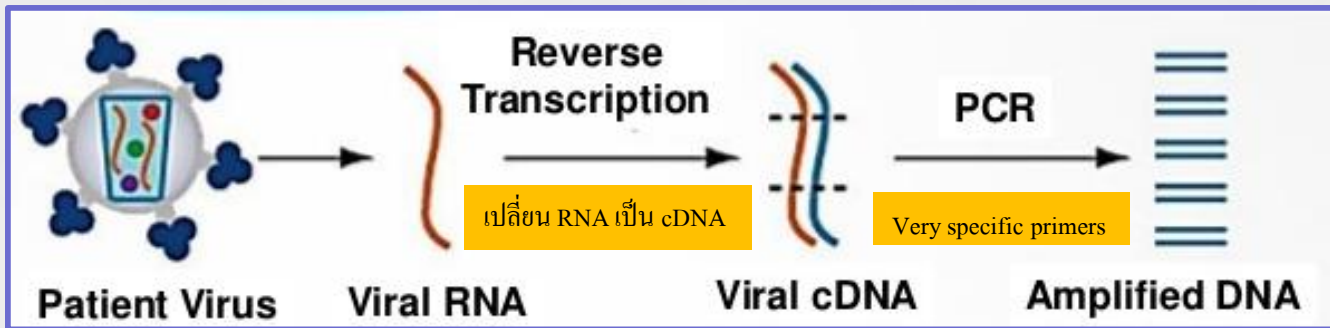 Reverse
Transcription
PCR
เปลี่ยน RNA เป็น cDNA
Very specific primers
Patient Virus
Viral RNA
Viral cDNA
Amplified DNA